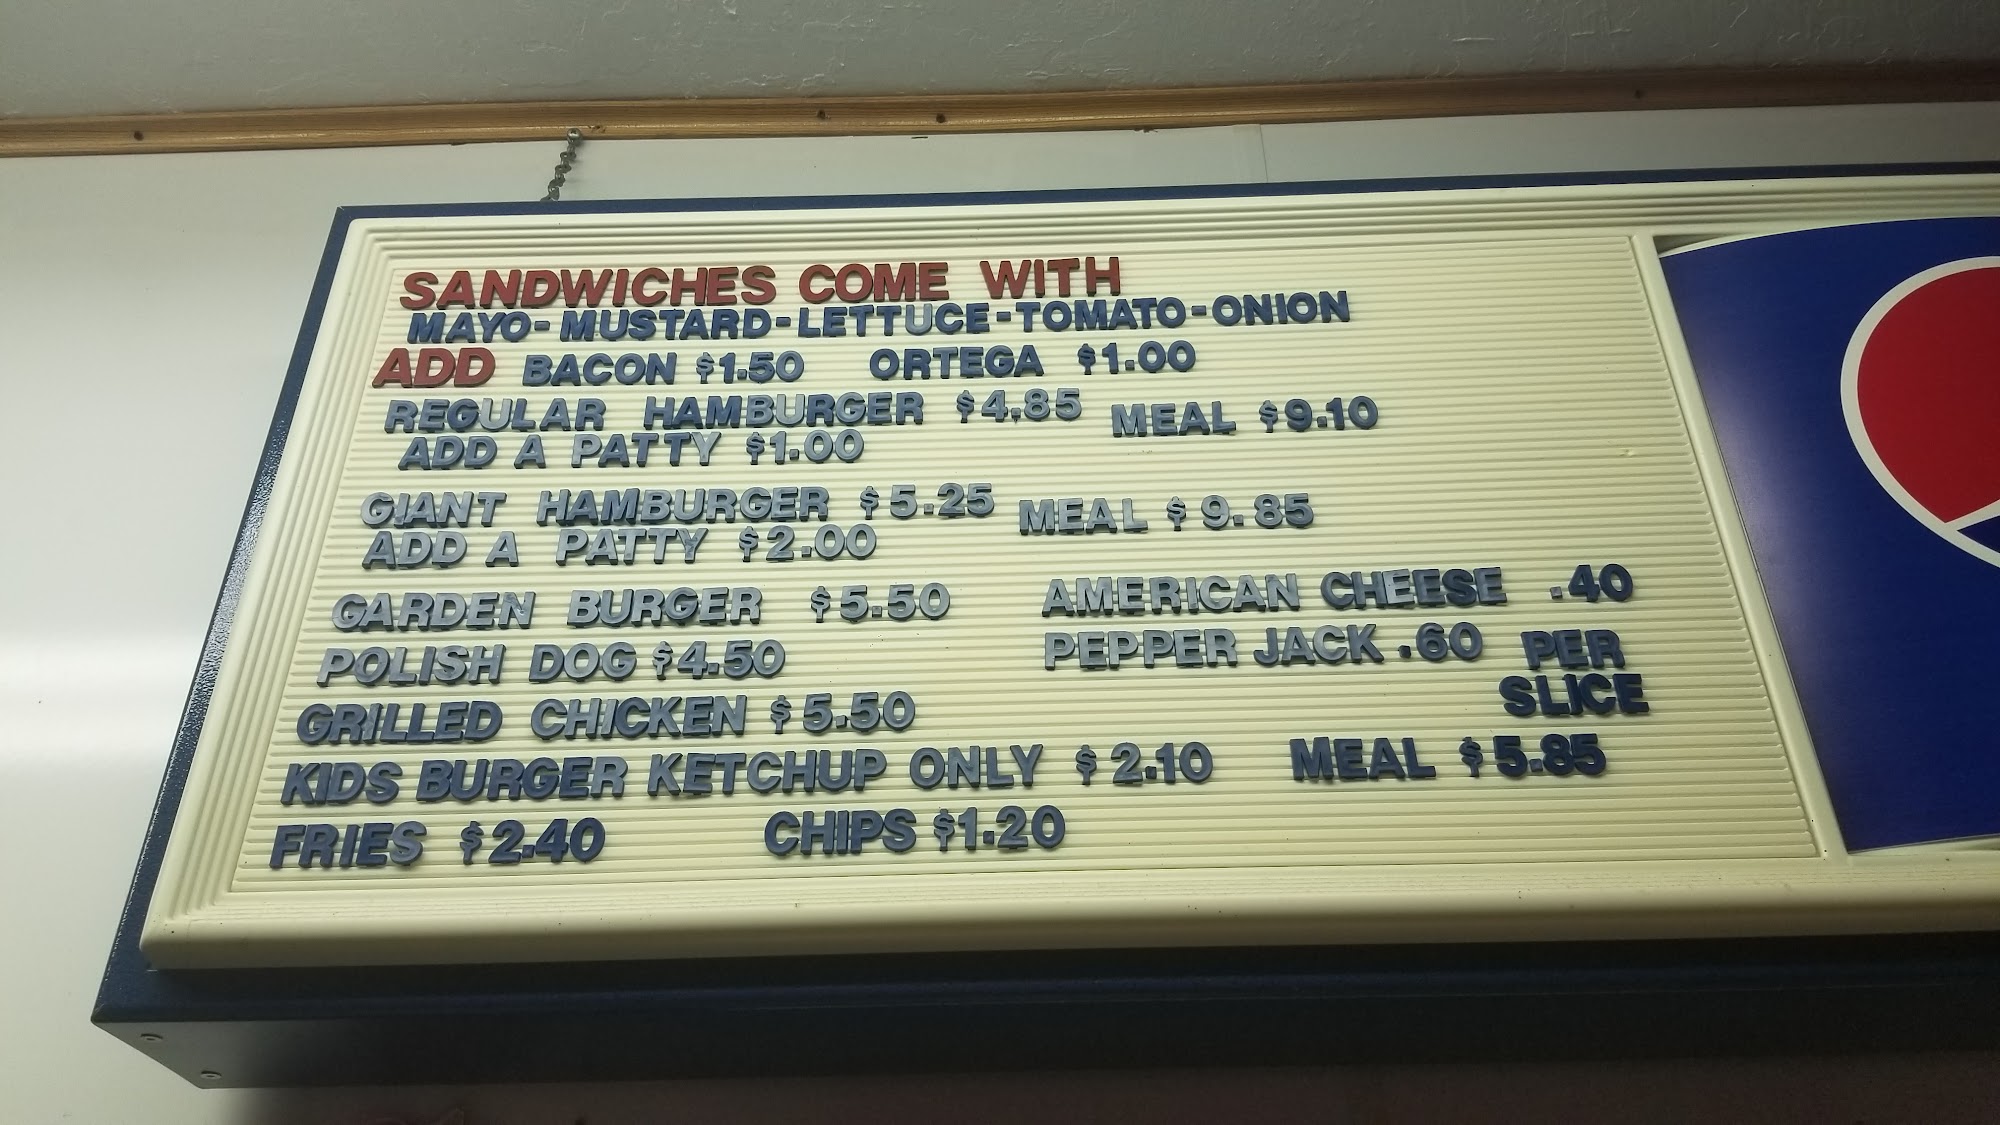 SANDWICHES COME WITH
MAYO-MUSTARD-LETTUCE-TOMATO-ONION
ADD BACON $1.50 ORTEGA $1.00
REGULAR HAMBURGER $4.85 MEAL $9.10
ADD A PATTY $1.00
GIANT HAMBURGER $5.25 MEAL $9.85
ADD A PATTY $2.00
GARDEN BURGER $5.50 AMERICAN CHEESE .40
POLISH DOG $4.50 PEPPER JACK .60 PER
SLICE
GRILLED CHICKEN $5.50
KIDS BURGER KETCHUP ONLY $2.10 MEAL $5.85
FRIES $2.40 CHIPS $1.20